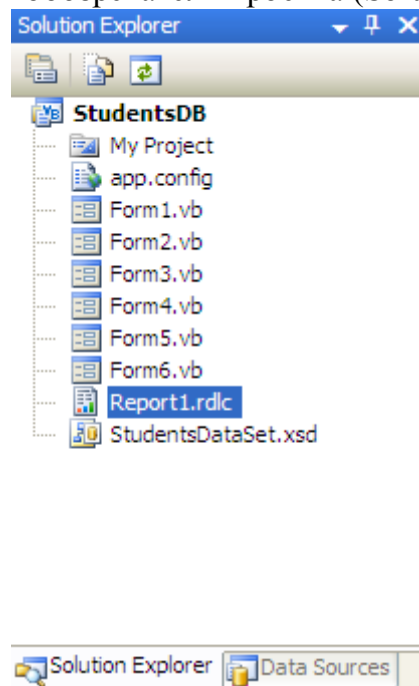 Solution Explorer
StudentsDB
My Project
app.config
Form1.vb
Form2.vb
Form3.vb
Form4.vb
Form5.vb
Form6.vb
Report1.rdlc
StudentsDataSet.xsd
Solution Explorer Data Sources